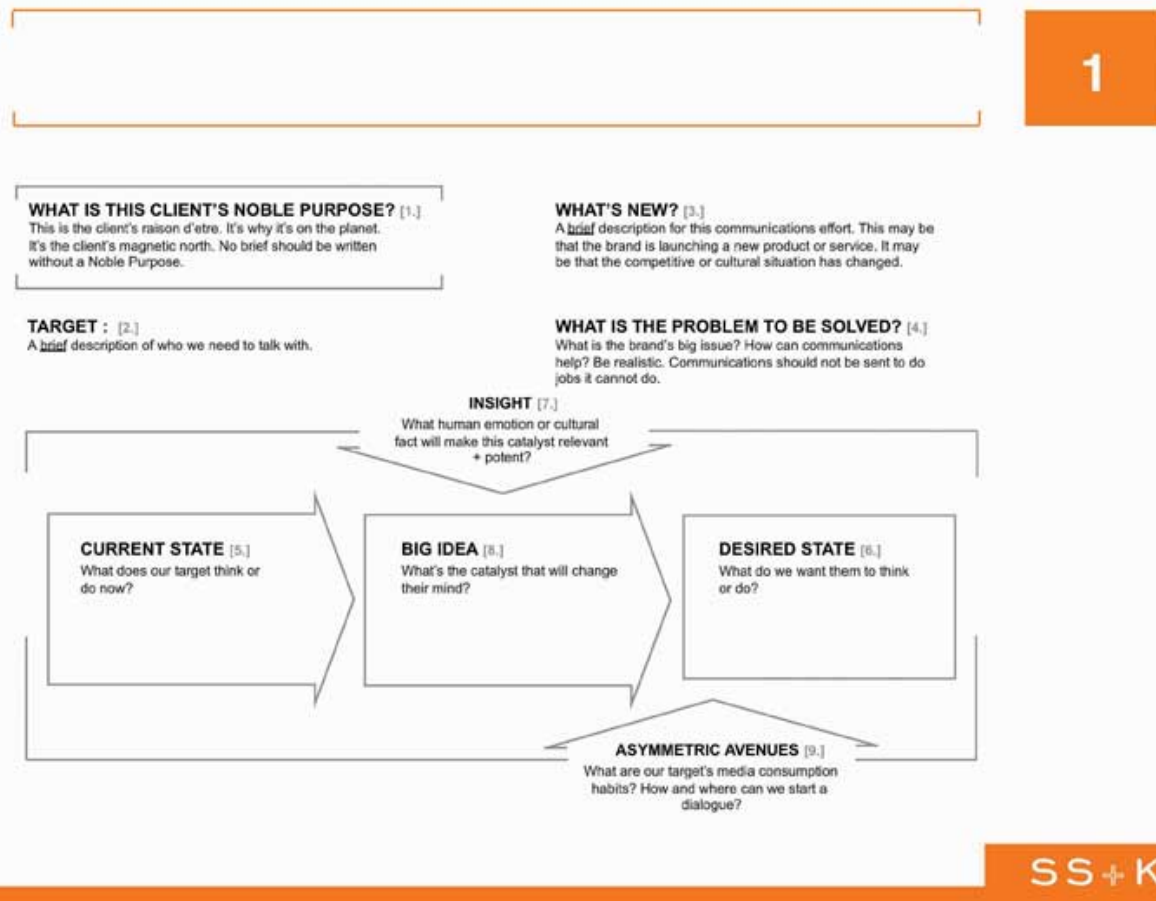 1
WHAT IS THIS CLIENT'S NOBLE PURPOSE? [1.]
This is the client's raison d'etre. It's why it's on the planet.
It's the client's magnetic north. No brief should be written
without a Noble Purpose.
WHAT'S NEW? [3.]
A brief description for this communications effort. This may be
that the brand is launching a new product or service. It may
be that the competitive or cultural situation has changed.
TARGET : [2.]
A brief description of who we need to talk with.
WHAT IS THE PROBLEM TO BE SOLVED? [4.]
What is the brand's big issue? How can communications
help? Be realistic. Communications should not be sent to do
jobs it cannot do.
INSIGHT [7.]
What human emotion or cultural
fact will make this catalyst relevant
+ potent?
CURRENT STATE [5.]
What does our target think or
do now?
BIG IDEA [8.]
What's the catalyst that will change
their mind?
DESIRED STATE [6.]
What do we want them to think
or do?
ASYMMETRIC AVENUES [9.]
What are our target's media consumption
habits? How and where can we start a
dialogue?
SS+K